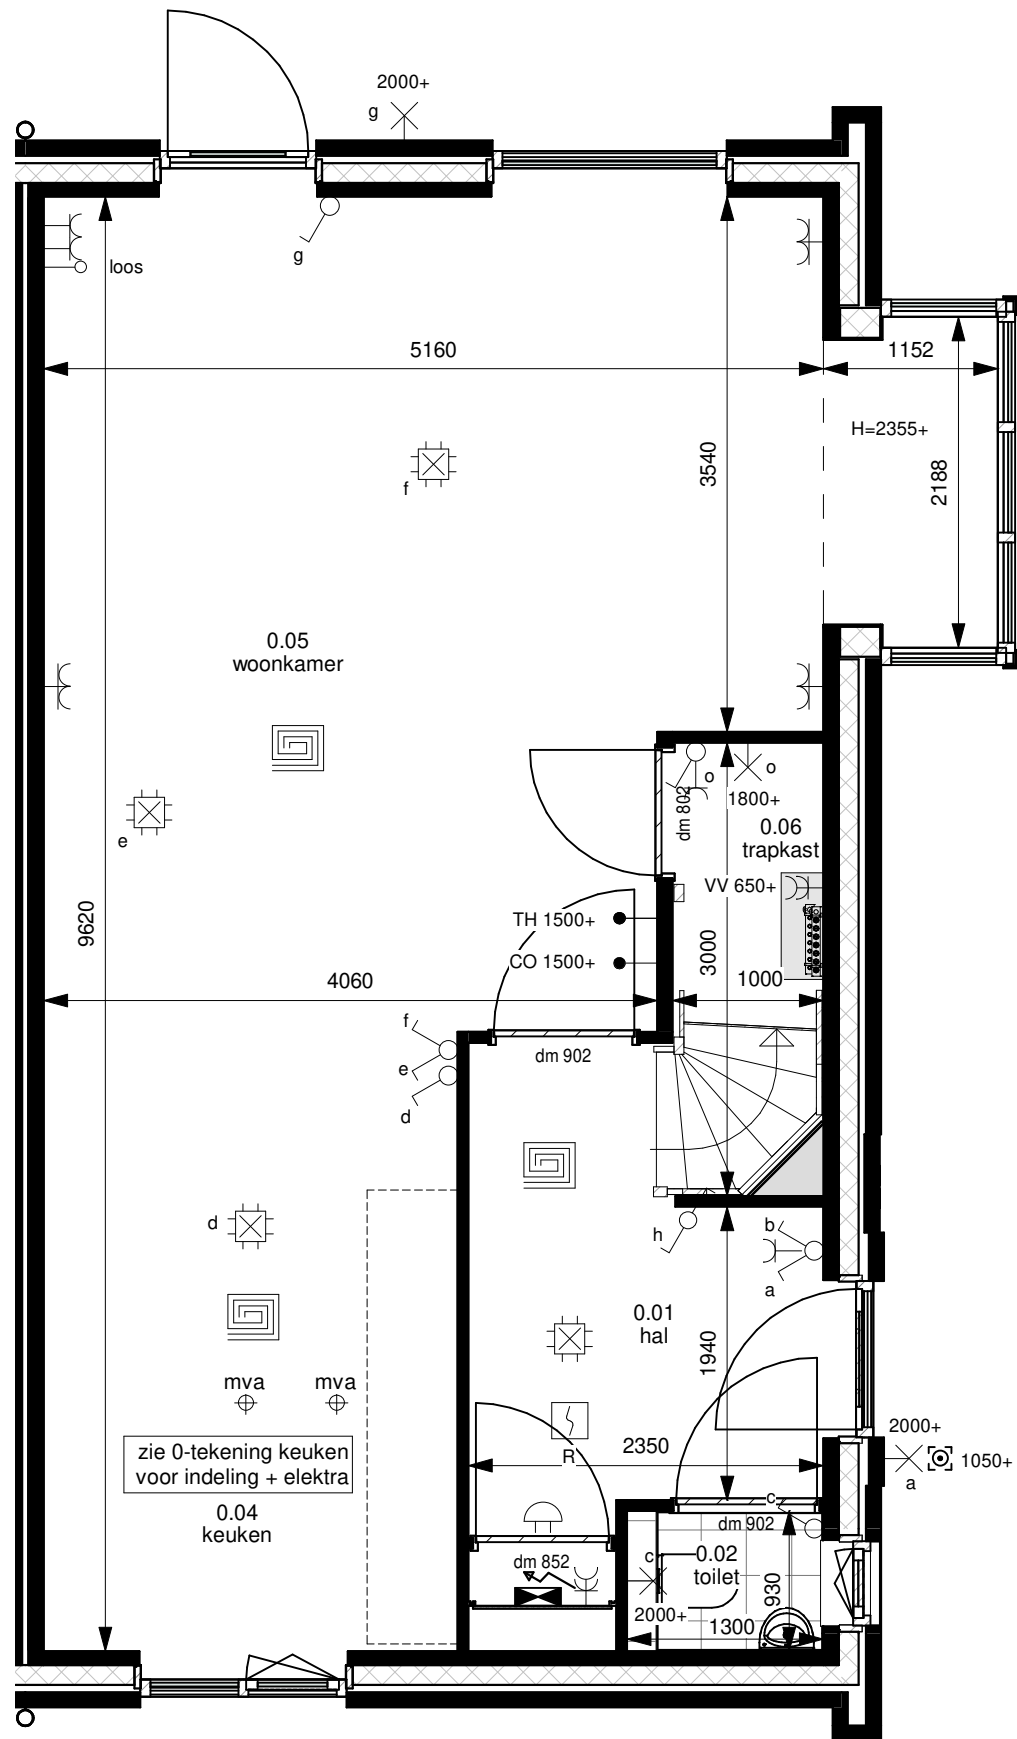 2000+
g
g
loos
5160
1152
H=2355+
3540
2188
f
0.05
woonkamer
o
o
dm 802
1800+
0.06
trapkast
e
VV 650+
9620
TH 1500+
3000
CO 1500+
4060
1000
f
dm 902
e
d
d
h
b
a
0.01
hal
1940
mva
mva
2000+
1050+
a
zie 0-tekening keuken
voor indeling + elektra
R
2350
0.04
keuken
c
dm 902
dm 852
c
0.02
toilet
930
2000+
1300